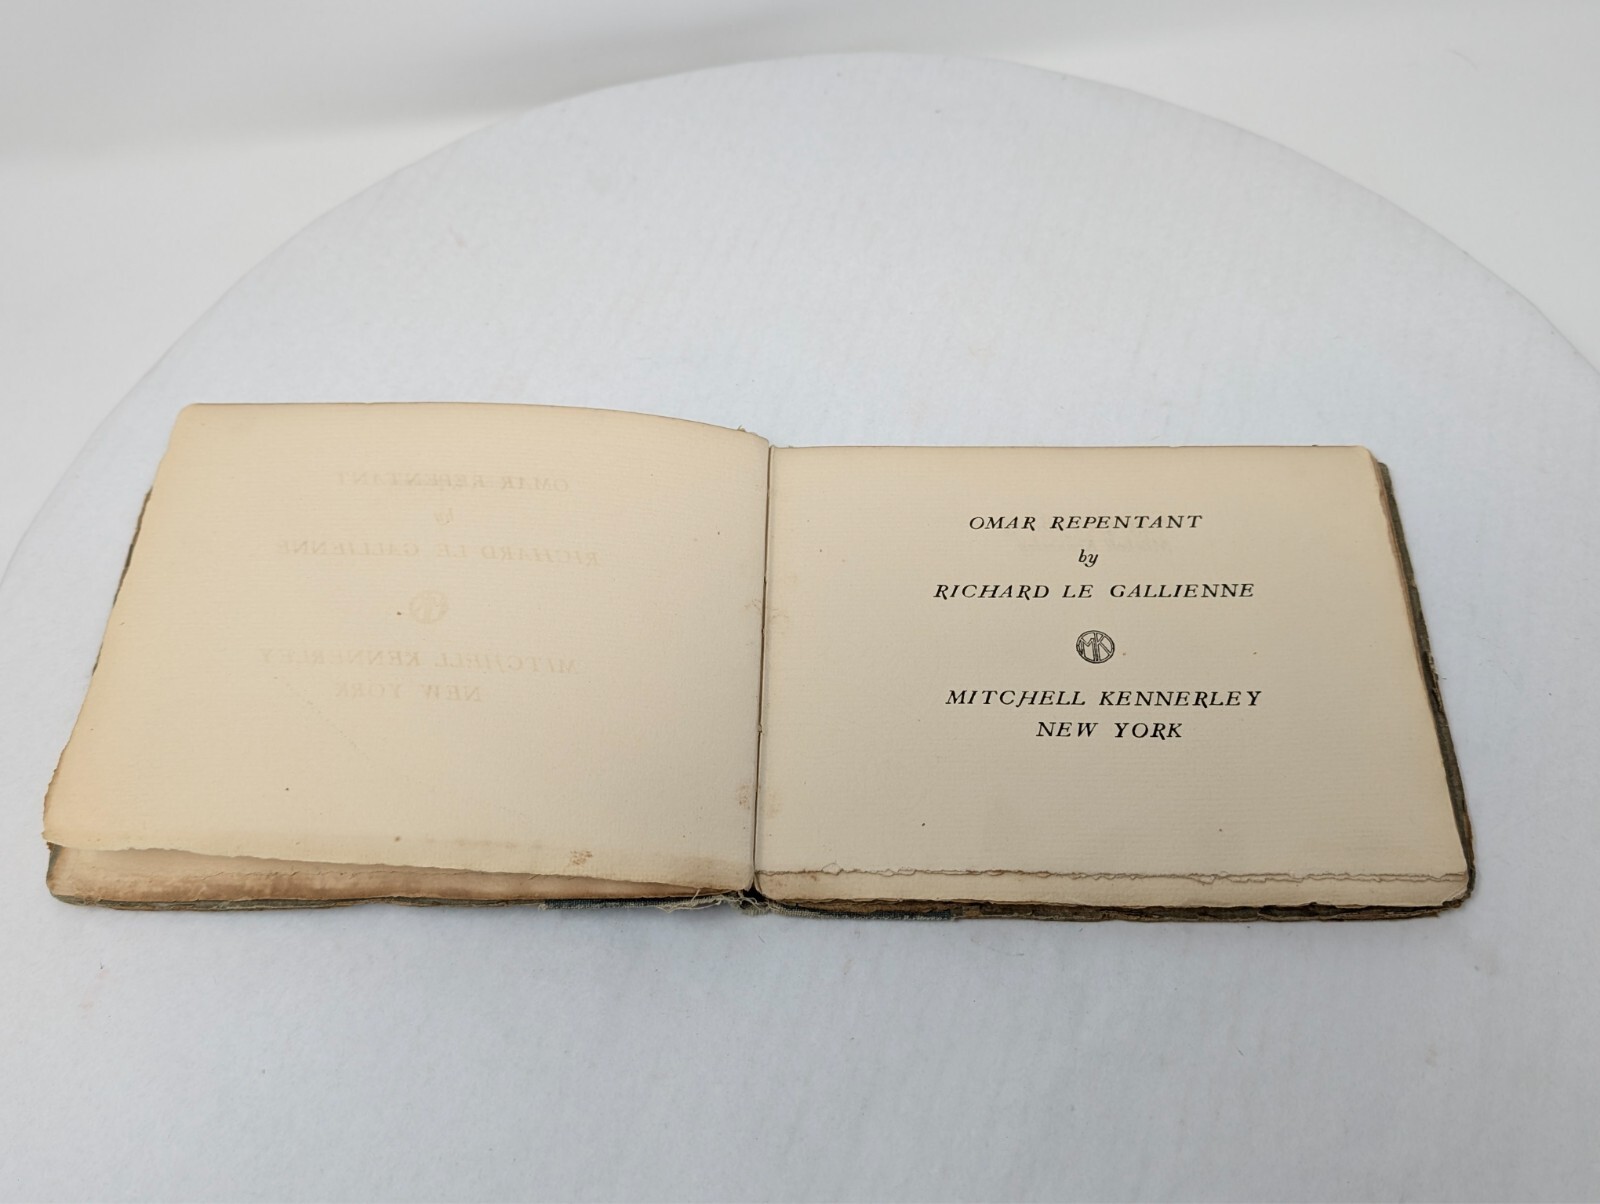 OMAR REPENTANT
by
RICHARD LE GALLIENNE
MK
MITCHELL KENNERLEY
NEW YORK